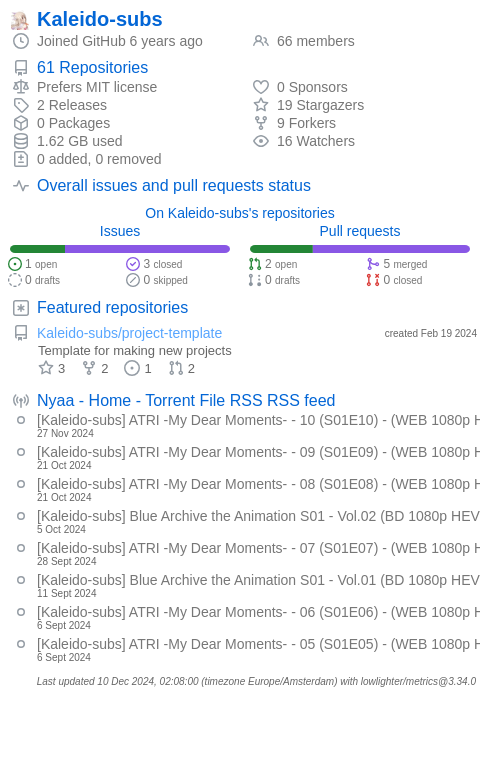 Kaleido-subs
Joined GitHub 6 years ago
66 members
61 Repositories
Prefers MIT license
0 Sponsors
2 Releases
19 Stargazers
0 Packages
9 Forkers
1.62 GB used
16 Watchers
0 added, 0 removed
Overall issues and pull requests status
On Kaleido-subs's repositories
Issues
Pull requests
1 open
3 closed
2 open
5 merged
0 drafts
0 skipped
0 drafts
0 closed
Featured repositories
Kaleido-subs/project-template
created Feb 19 2024
Template for making new projects
3 2 1 2
Nyaa - Home - Torrent File RSS RSS feed
[Kaleido-subs] ATRI -My Dear Moments- - 10 (S01E10) - (WEB 1080p H
27 Nov 2024
[Kaleido-subs] ATRI -My Dear Moments- - 09 (S01E09) - (WEB 1080p H
21 Oct 2024
[Kaleido-subs] ATRI -My Dear Moments- - 08 (S01E08) - (WEB 1080p H
21 Oct 2024
[Kaleido-subs] Blue Archive the Animation S01 - Vol.02 (BD 1080p HEV
5 Oct 2024
[Kaleido-subs] ATRI -My Dear Moments- - 07 (S01E07) - (WEB 1080p H
28 Sept 2024
[Kaleido-subs] Blue Archive the Animation S01 - Vol.01 (BD 1080p HEV
11 Sept 2024
[Kaleido-subs] ATRI -My Dear Moments- - 06 (S01E06) - (WEB 1080p H
6 Sept 2024
[Kaleido-subs] ATRI -My Dear Moments- - 05 (S01E05) - (WEB 1080p H
6 Sept 2024
Last updated 10 Dec 2024, 02:08:00 (timezone Europe/Amsterdam) with lowlighter/metrics@3.34.0